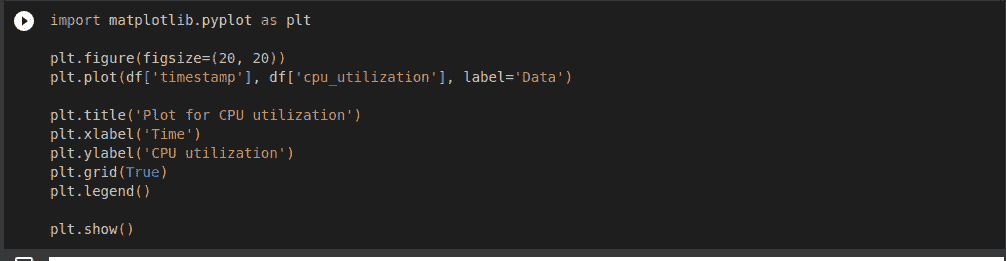 import matplotlib.pyplot as plt
plt.figure(figsize=(20, 20))
plt.plot(df['timestamp'], df['cpu_utilization'], label='Data')
plt.title('Plot for CPU utilization')
plt.xlabel('Time')
plt.ylabel('CPU utilization')
plt.grid(True)
plt.legend()
plt.show()